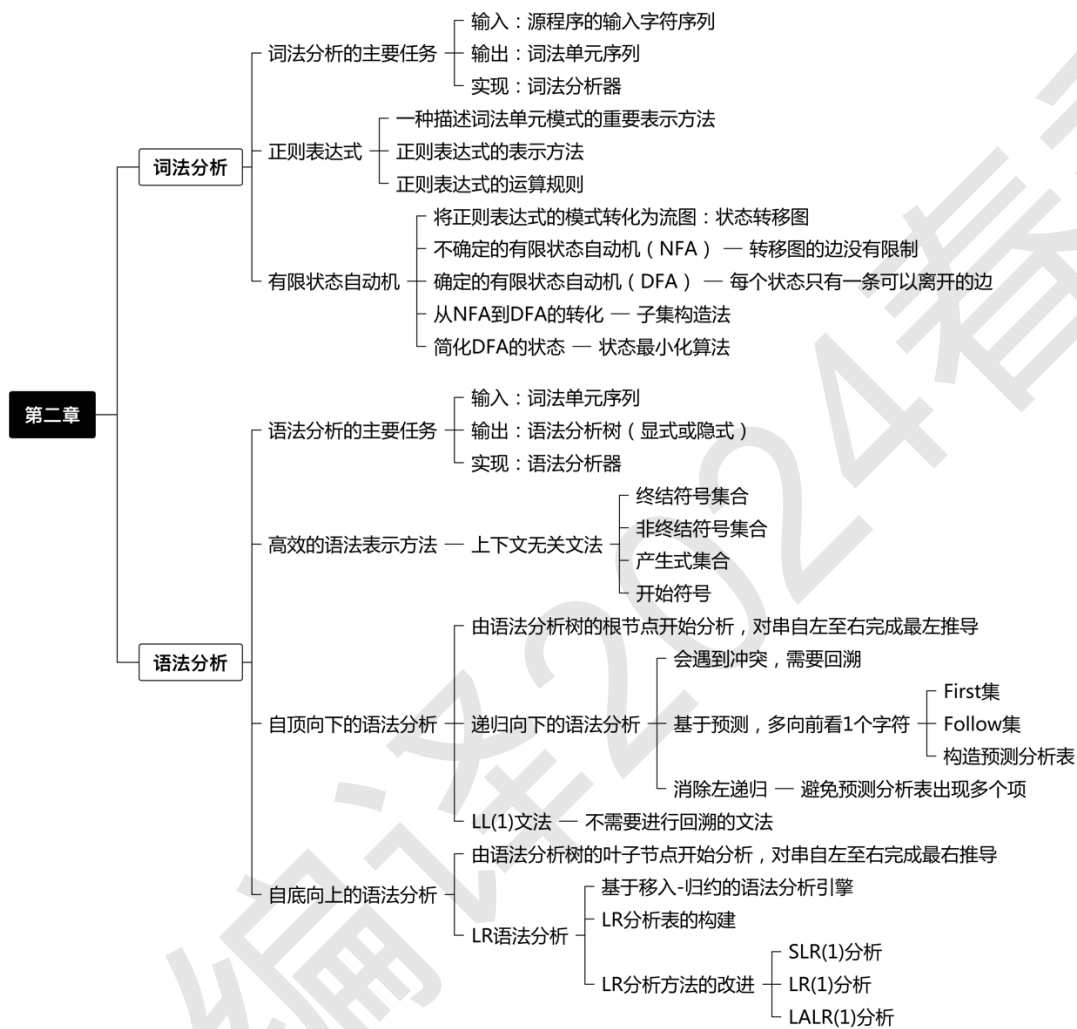 第二章
词法分析
词法分析的主要任务
输入：源程序的输入字符序列
输出：词法单元序列
实现：词法分析器
正则表达式
一种描述词法单元模式的重要表示方法
正则表达式的表示方法
正则表达式的运算规则
有限状态自动机
将正则表达式的模式转化为流图：状态转移图
不确定的有限状态自动机（NFA）
转移图的边没有限制
确定的有限状态自动机（DFA）
每个状态只有一条可以离开的边
从NFA到DFA的转化
子集构造法
简化DFA的状态
状态最小化算法
语法分析
语法分析的主要任务
输入：词法单元序列
输出：语法分析树（显式或隐式）
实现：语法分析器
高效的语法表示方法
上下文无关文法
终结符号集合
非终结符号集合
产生式集合
开始符号
自顶向下的语法分析
由语法分析树的根节点开始分析，对串自左至右完成最左推导
递归向下的语法分析
会遇到冲突，需要回溯
基于预测，多向前看1个字符
First集
Follow集
构造预测分析表
消除左递归
避免预测分析表出现多个项
LL(1)文法
不需要进行回溯的文法
自底向上的语法分析
由语法分析树的叶子节点开始分析，对串自左至右完成最右推导
LR语法分析
基于移入-归约的语法分析引擎
LR分析表的构建
LR分析方法的改进
SLR(1)分析
LR(1)分析
LALR(1)分析
编译2024春